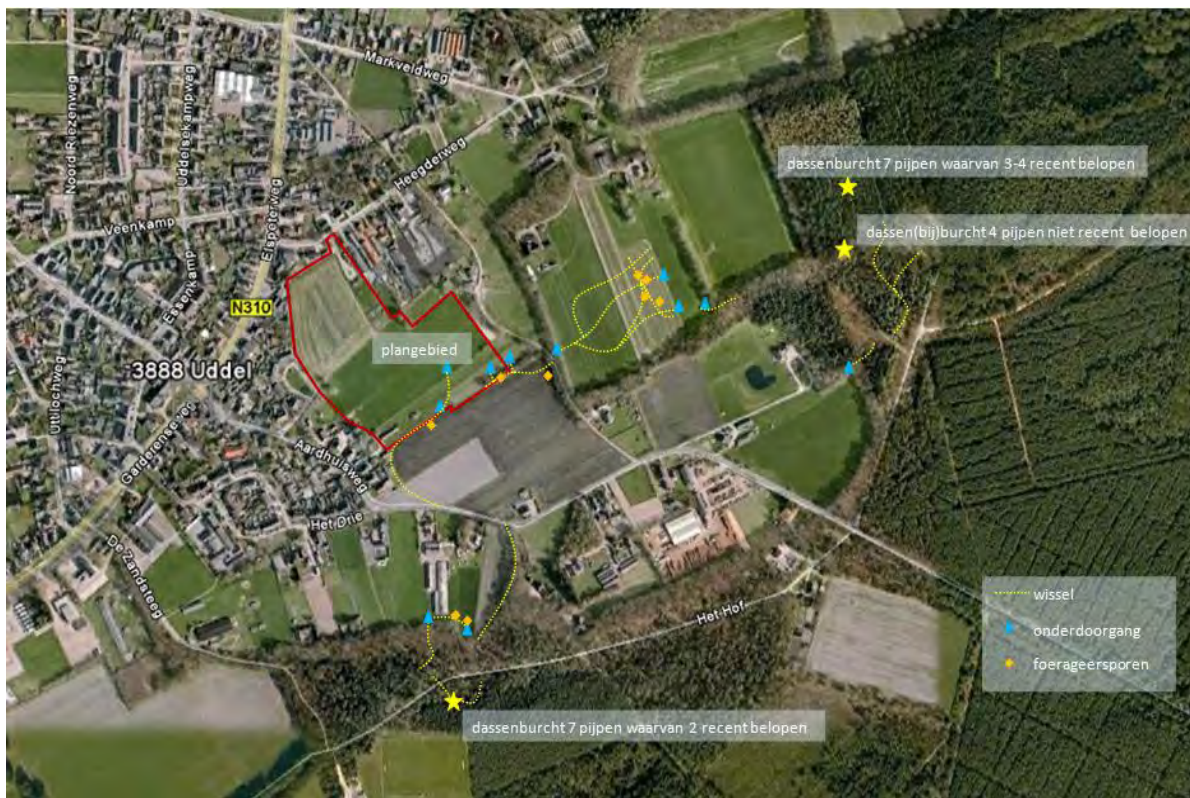 Markveldweg
Noord Riezenweg
Uddelsekampweg
Elspeterweg
Heegderweg
dassenburcht 7 pijpen waarvan 3-4 recent belopen
Veenkamp
dassen(bij)burcht 4 pijpen niet recent belopen
Essenkamp
N310
plangebied
3888 Uddel
Uttilochweg
Garderenseweg
Aardhuisweg
Het Drie
De Zandsteeg
Het Hof
wissel
onderdoorgang
foerageersporen
dassenburcht 7 pijpen waarvan 2 recent belopen